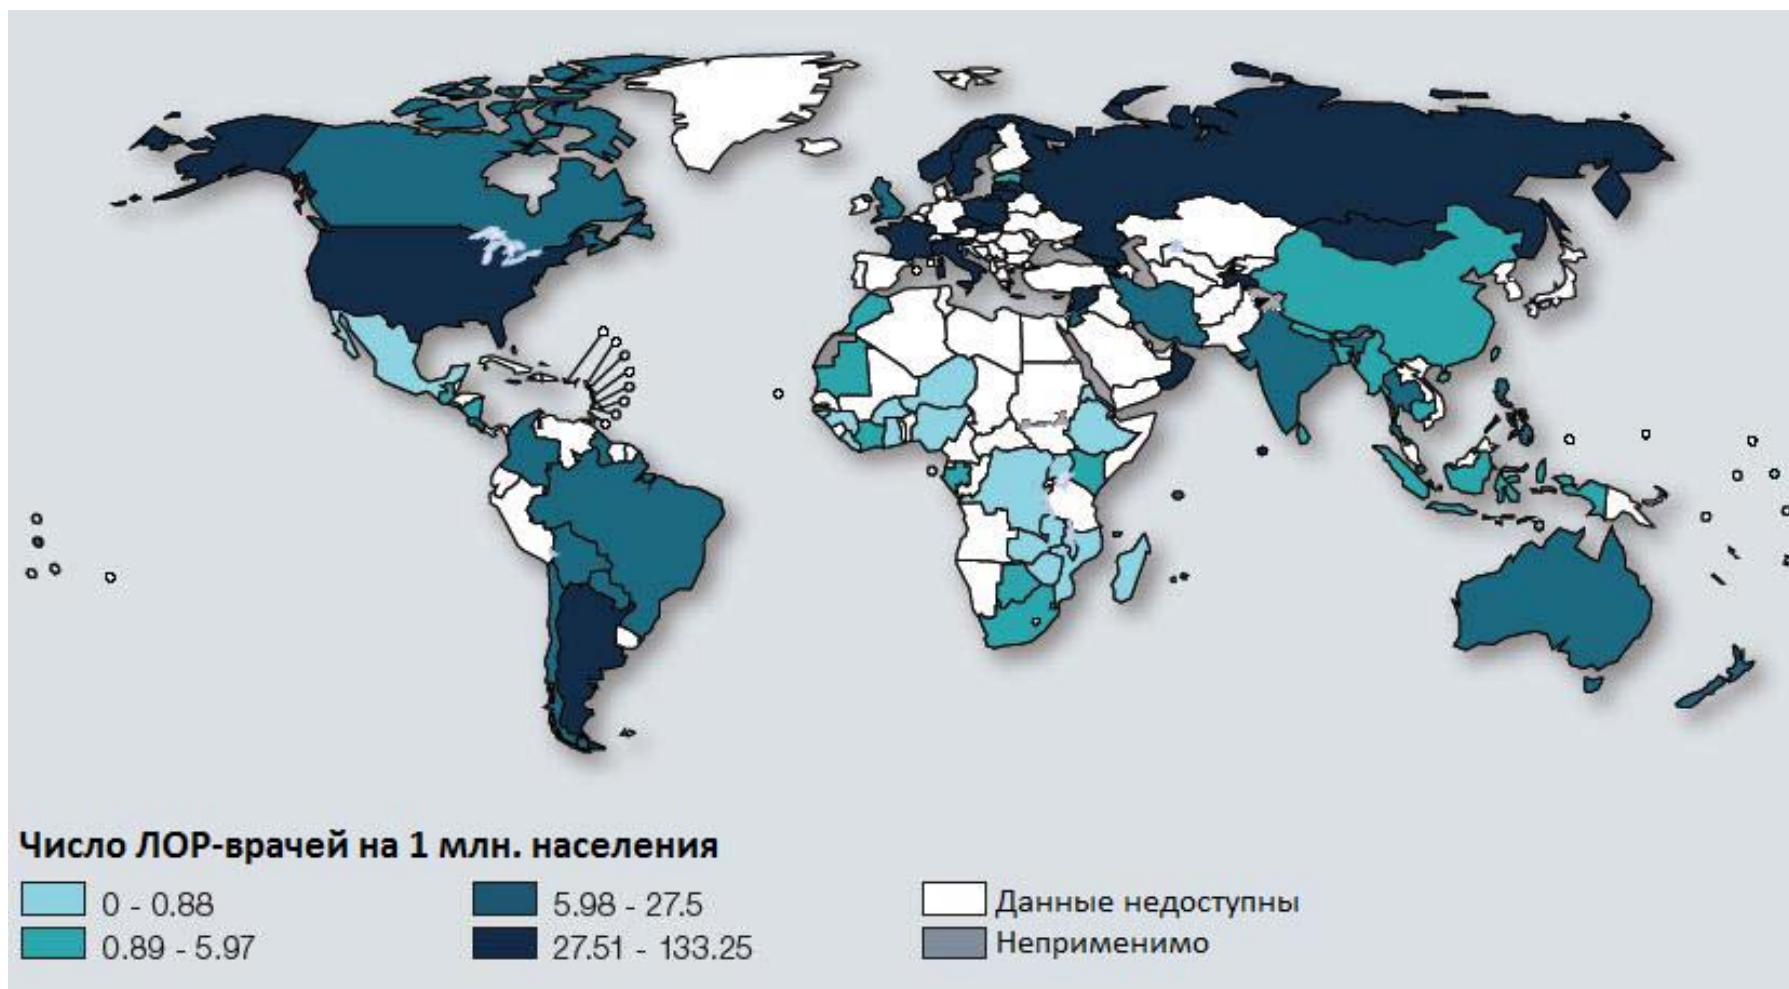 Число ЛОР-врачей на 1 млн. населения
0 - 0.88
5.98 - 27.5
Данные недоступны
0.89 - 5.97
27.51 - 133.25
Неприменимо